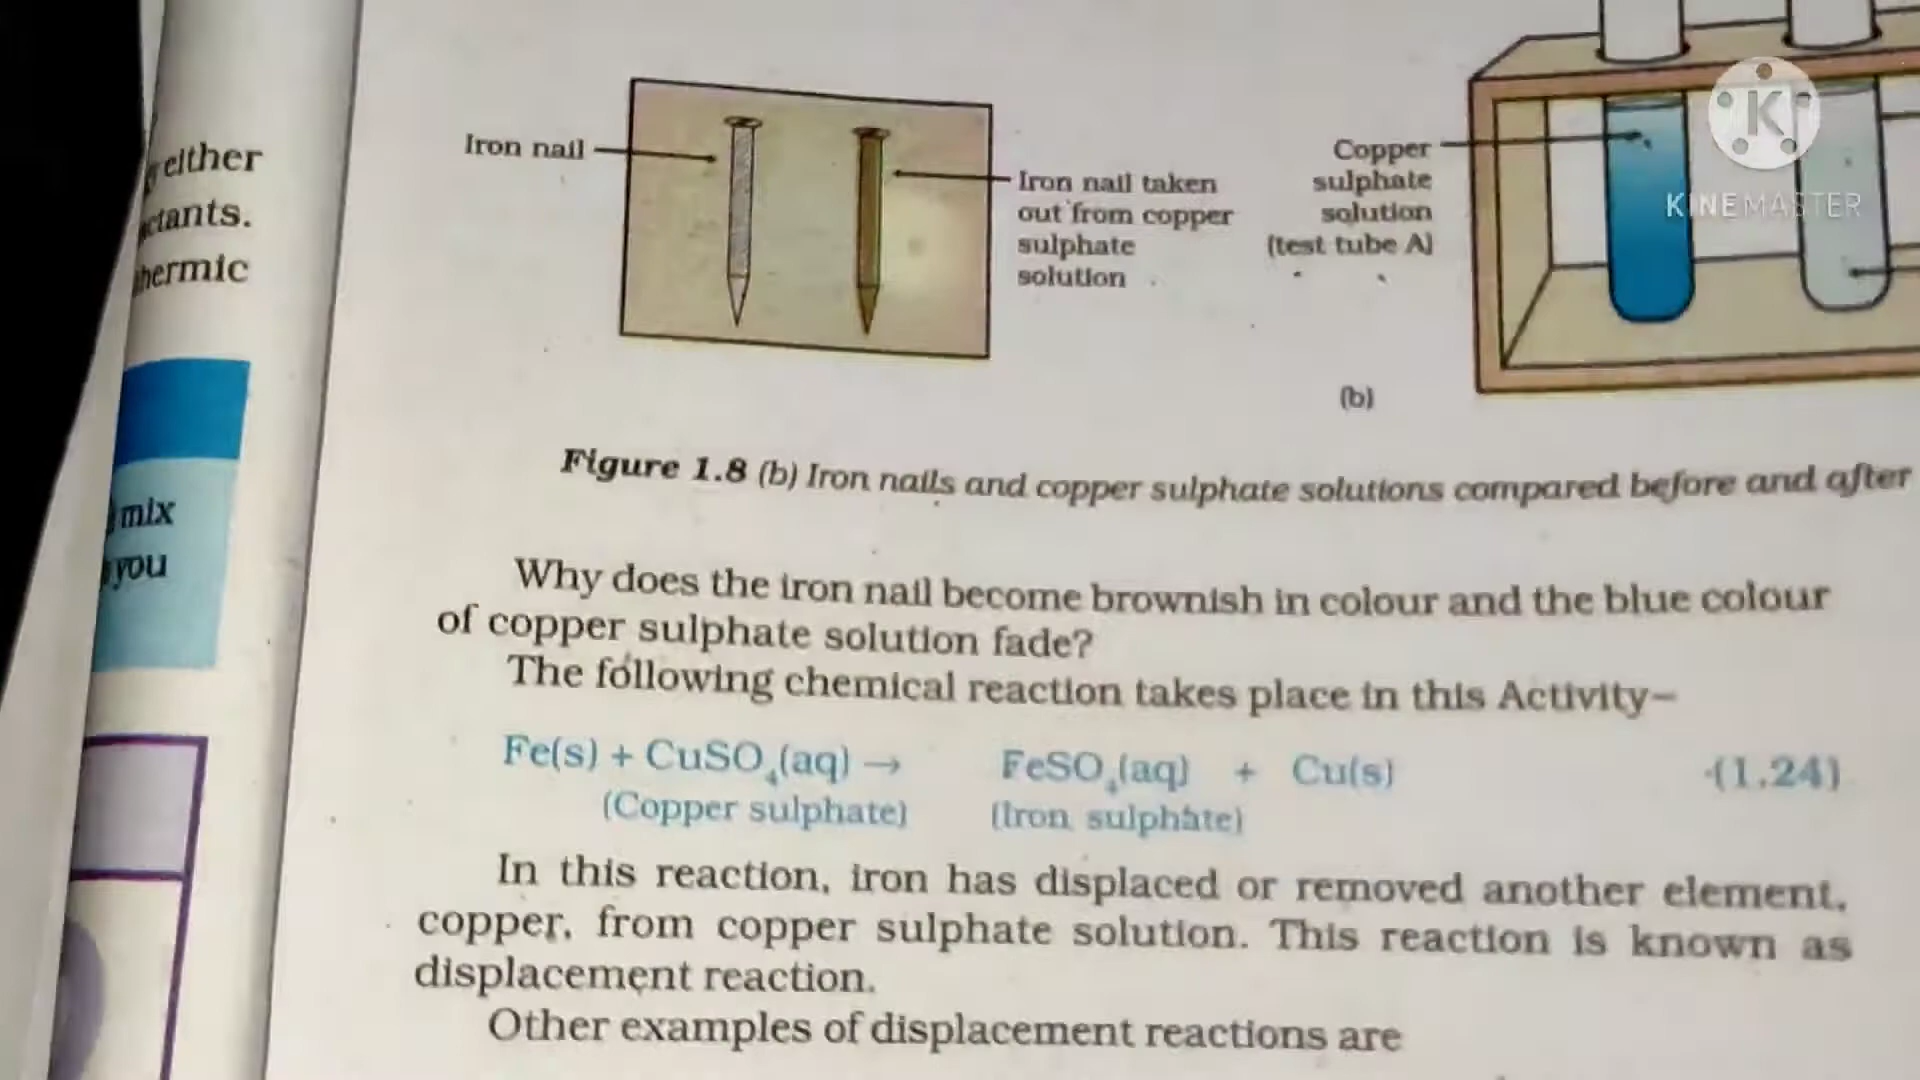 either
ctants.
hermic
mix
you
Iron nail
Iron nail taken
out from copper
sulphate
solution
Copper
sulphate
solution
(test tube A)
K
KINEMASTER
(b)
Figure 1.8 (b) Iron nails and copper sulphate solutions compared before and after
Why does the iron nail become brownish in colour and the blue colour
of copper sulphate solution fade?
The following chemical reaction takes place in this Activity–
Fe(s) + CuSO₄(aq) → FeSO₄(aq) + Cu(s) (1.24)
(Copper sulphate) (Iron sulphate)
In this reaction, iron has displaced or removed another element,
copper, from copper sulphate solution. This reaction is known as
displacement reaction.
Other examples of displacement reactions are